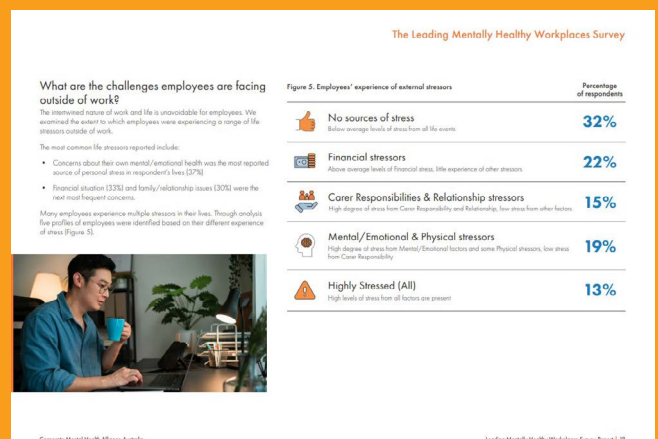 The Leading Mentally Healthy Workplaces Survey
What are the challenges employees are facing
outside of work?
The intertwined nature of work and life is unavoidable for employees. We
examined the extent to which employees were experiencing a range of life
stressors outside of work.
The most common life stressors reported include:
• Concerns about their own mental/emotional health was the most reported
source of personal stress in respondent's lives (37%)
• Financial situation (33%) and family/relationship issues (30%) were the
next most frequent concerns.
Many employees experience multiple stressors in their lives. Through analysis
five profiles of employees were identified based on their different experience
of stress (Figure 5).
Figure 5. Employees' experience of external stressors
Percentage
of respondents
No sources of stress
Below average levels of stress from all life events
32%
Financial stressors
Above average levels of Financial stress, little experience of other stressors
22%
Carer Responsibilities & Relationship stressors
High degree of stress from Carer Responsibility and Relationship, low stress from other factors
15%
Mental/Emotional & Physical stressors
High degree of stress from Mental/Emotional factors and some Physical stressors, low stress
from Carer Responsibility
19%
Highly Stressed (All)
High levels of stress from all factors are present
13%